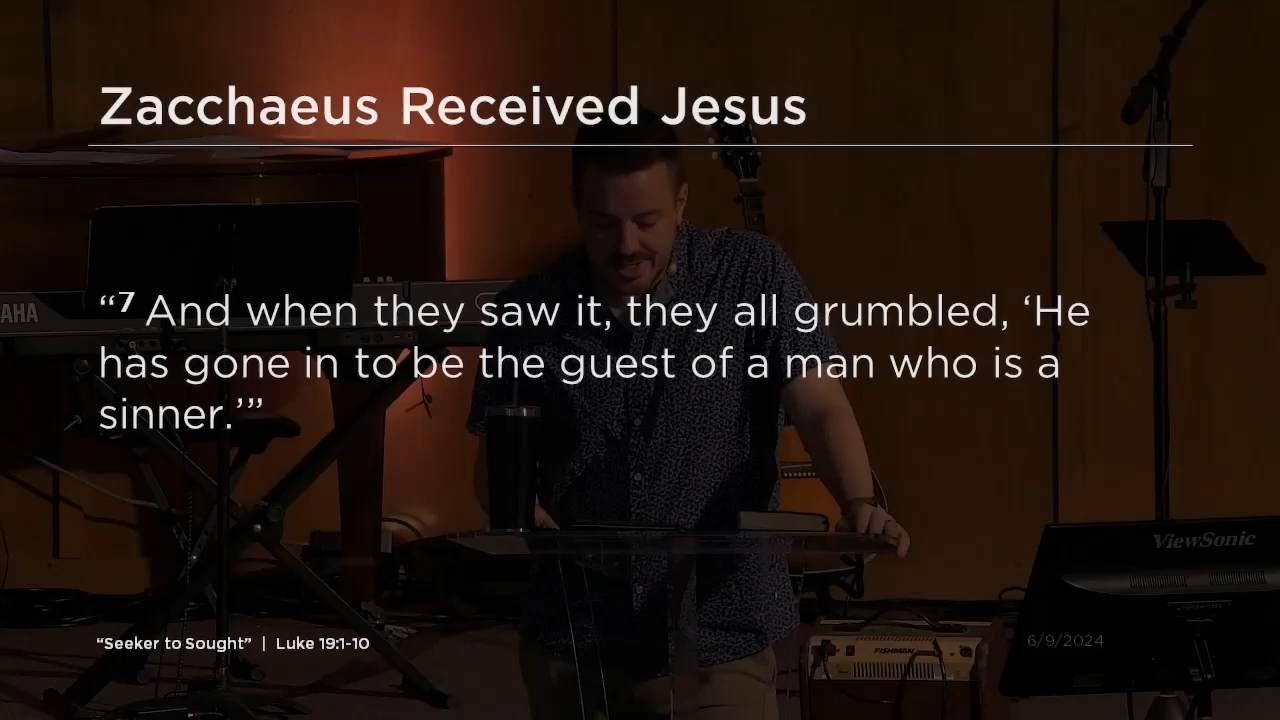 Zacchaeus Received Jesus
“⁷ And when they saw it, they all grumbled, ‘He
has gone in to be the guest of a man who is a
sinner.’”
AHA
ViewSonic
FISHMAN
“Seeker to Sought” | Luke 19:1-10
6/9/2024